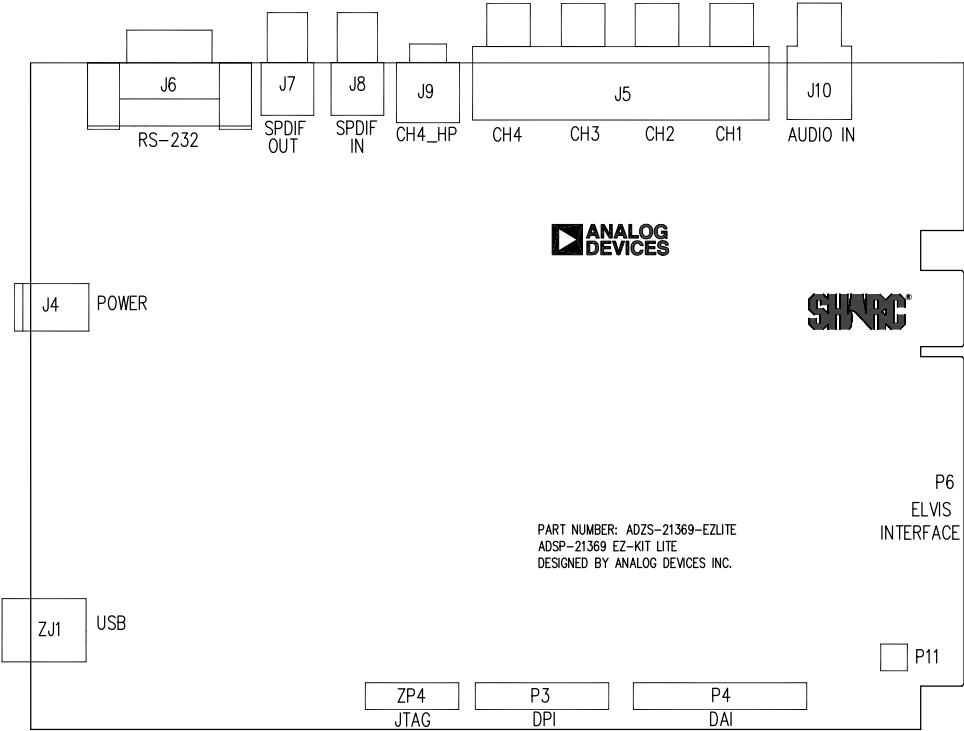 J6
J7
J8
J9
J5
J10
RS-232
SPDIF
OUT
SPDIF
IN
CH4_HP
CH4
CH3
CH2
CH1
AUDIO IN
ANALOG
DEVICES
J4
POWER
SHARC®
P6
ELVIS
INTERFACE
PART NUMBER: ADZS-21369-EZLITE
ADSP-21369 EZ-KIT LITE
DESIGNED BY ANALOG DEVICES INC.
ZJ1
USB
P11
ZP4
P3
P4
JTAG
DPI
DAI